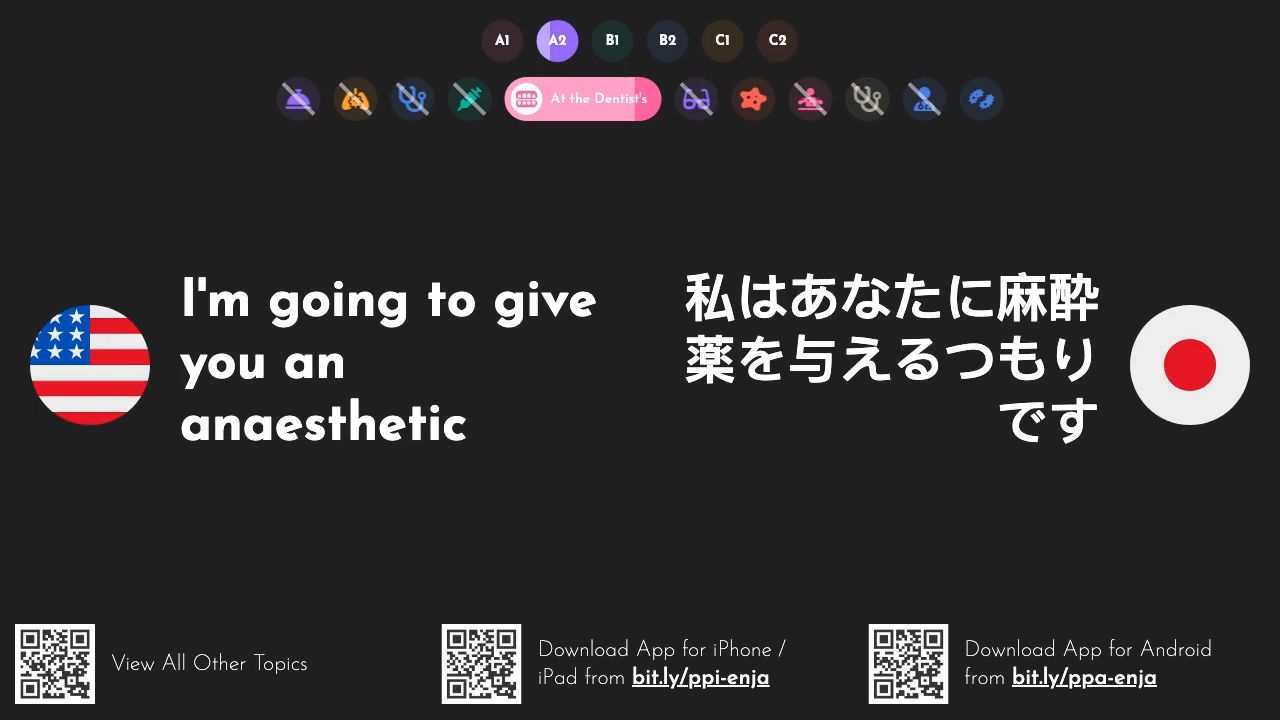 A1 A2 B1 B2 C1 C2
At the Dentist's
I'm going to give
you an
anaesthetic
私はあなたに麻酔
薬を与えるつもり
です
View All Other Topics
Download App for iPhone /
iPad from bit.ly/ppi-enja
Download App for Android
from bit.ly/ppa-enja